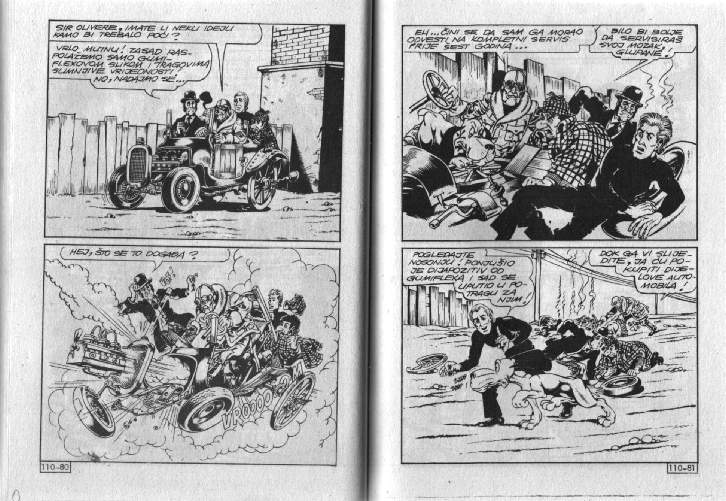 SIR OLIVERE, IMATE LI NEKU IDEJU
KAMO BI TREBALO POĆI?
VRLO MUTNU! ZASAD RAS-
POLAŽEMO SAMO GUMI-
FLEXOVOM SLIKOM I TRAGOVIMA
SUMNJIVE VRIJEDNOSTI!
NO, NADAJMO SE...
HEJ, ŠTO SE TO DOGAĐA?
VROOOO
110-80
EH... ČINI SE DA SAM GA MORAO
ODVESTI NA KOMPLETNI SERVIS
PRIJE ŠEST GODINA...
BILO BI BOLJE
DA SERVISIRAŠ
SVOJ MOZAK,
GLUPANE!
POGLEDAJTE
NOSONJU! PONJUŠIO
JE DIJAPOZITIV OD
GUMIFLEXA I SAD SE
UPUTIO U PO-
TRAGU ZA
NJIM!
DOK GA VI SLIJE-
DITE, JA ĆU PO-
KUPITI DIJE-
LOVE AUTO-
MOBILA!
110-81